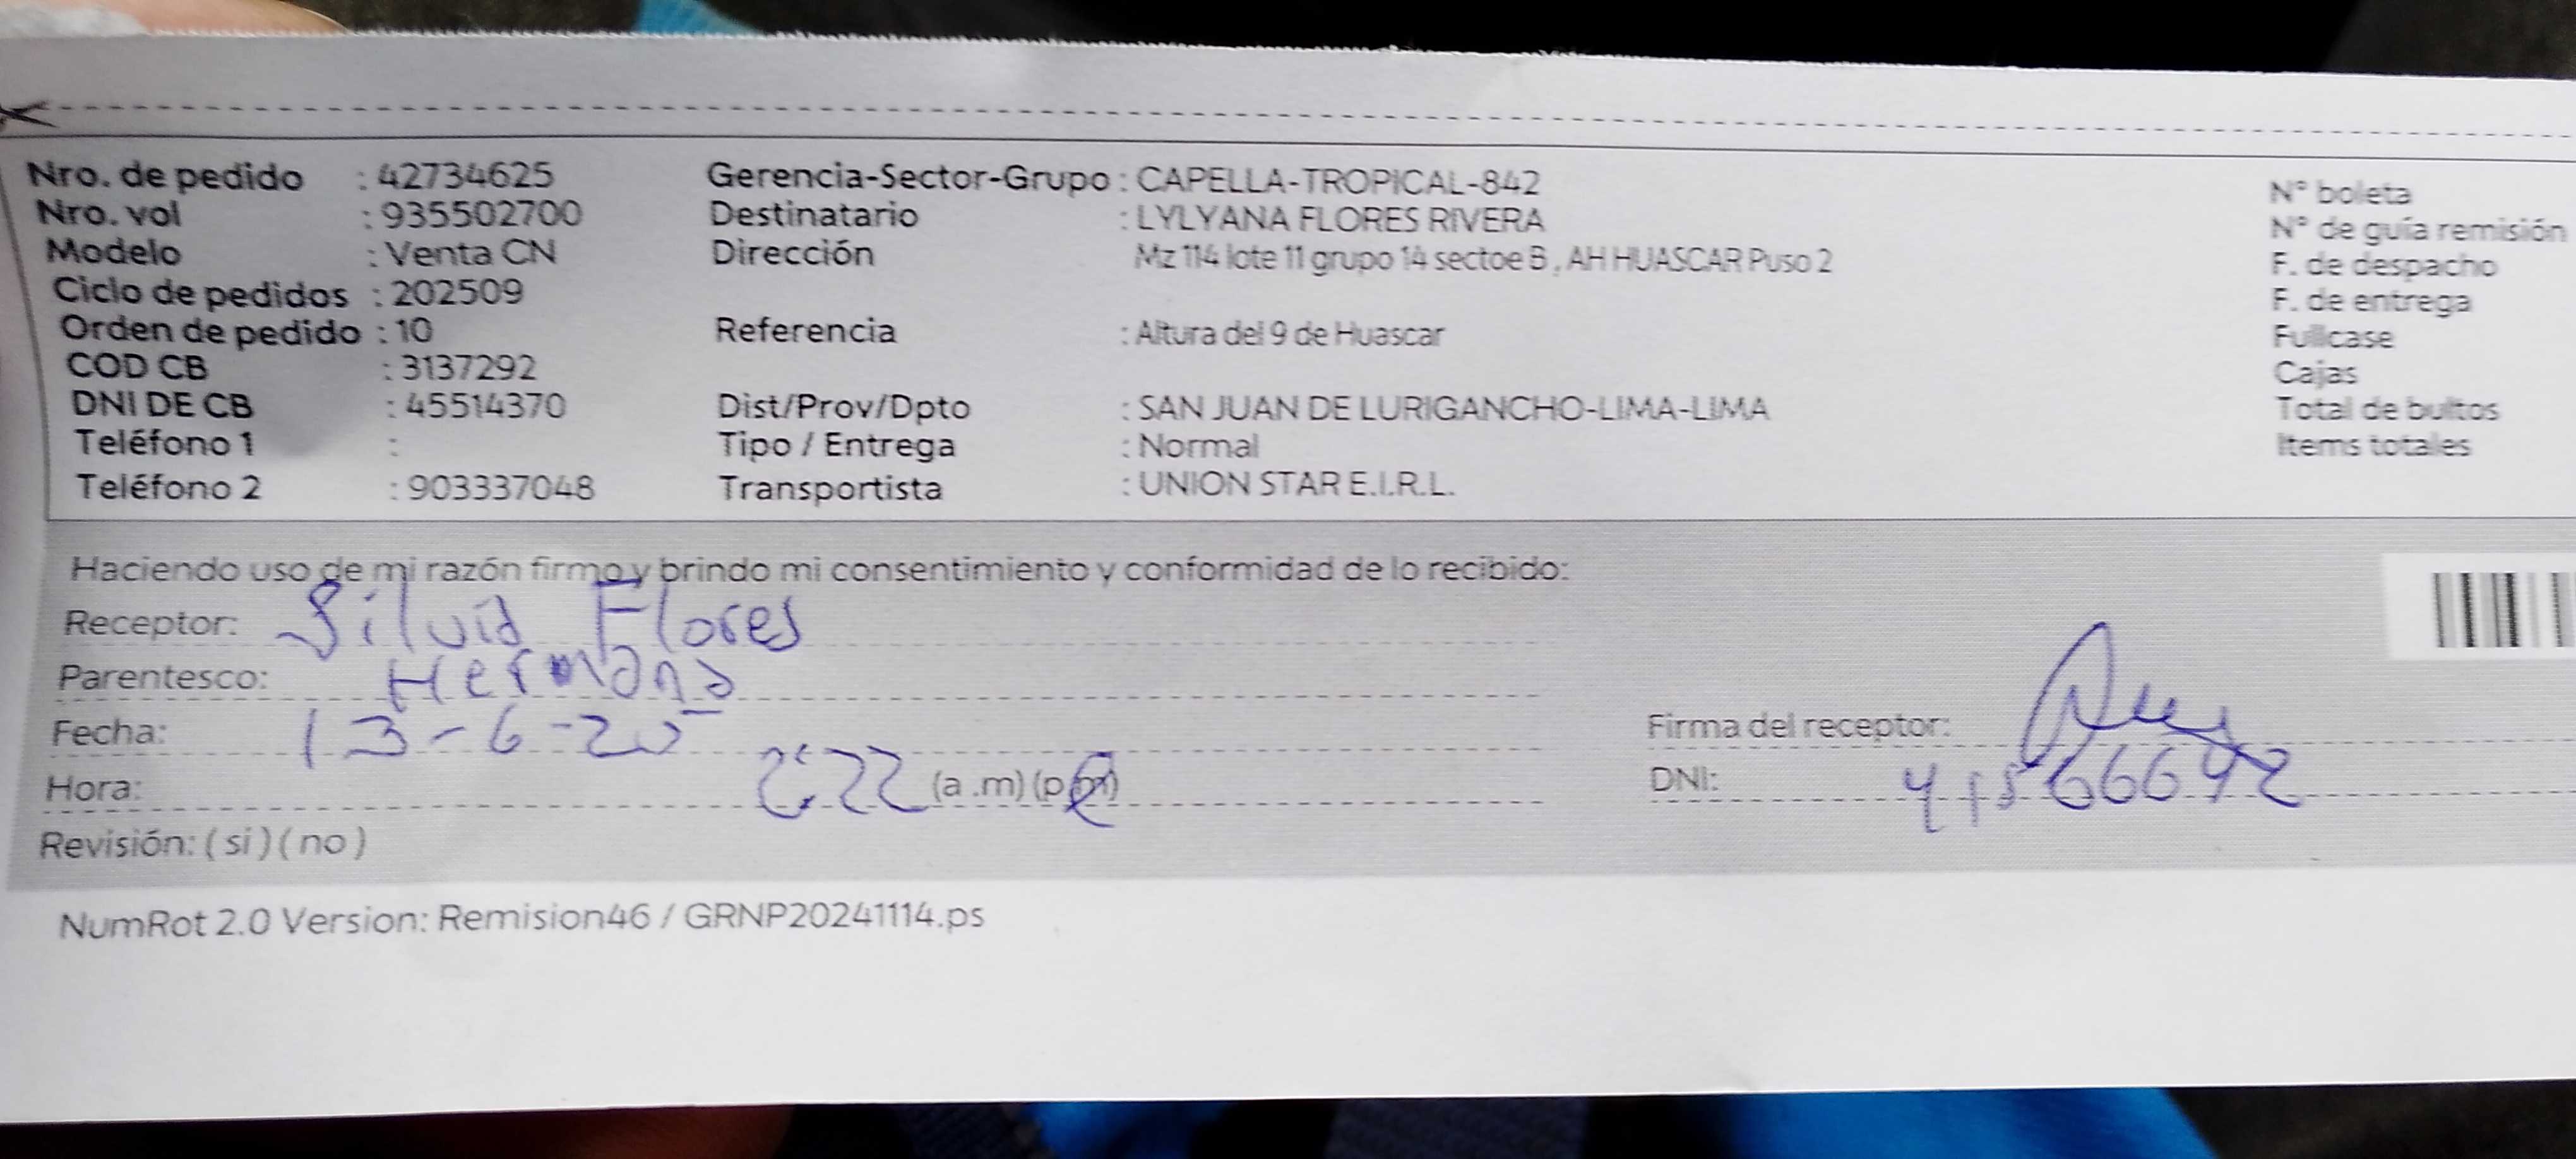 Nro. de pedido : 42734625
Nro. vol : 935502700
Modelo : Venta CN
Ciclo de pedidos : 202509
Orden de pedido : 10
COD CB : 3137292
DNI DE CB : 45514370
Teléfono 1 :
Teléfono 2 : 903337048
Gerencia-Sector-Grupo : CAPELLA-TROPICAL-842
Destinatario : LYLYANA FLORES RIVERA
Dirección Mz 114 lote 11 grupo 14 sectoe B , AH HUASCAR Puso 2
Referencia : Altura del 9 de Huascar
Dist/Prov/Dpto : SAN JUAN DE LURIGANCHO-LIMA-LIMA
Tipo / Entrega : Normal
Transportista : UNION STAR E.I.R.L.
N° boleta
N° de guía remisión
F. de despacho
F. de entrega
Fullcase
Cajas
Total de bultos
Items totales
Haciendo uso de mi razón firmo y brindo mi consentimiento y conformidad de lo recibido:
Receptor: Silvia Flores
Parentesco: Hermana
Fecha: 13-6-25
Hora: 2:22 (a .m) (p.m)
Revisión: ( si ) ( no )
Firma del receptor:
DNI: 41566692
NumRot 2.0 Version: Remision46 / GRNP20241114.ps